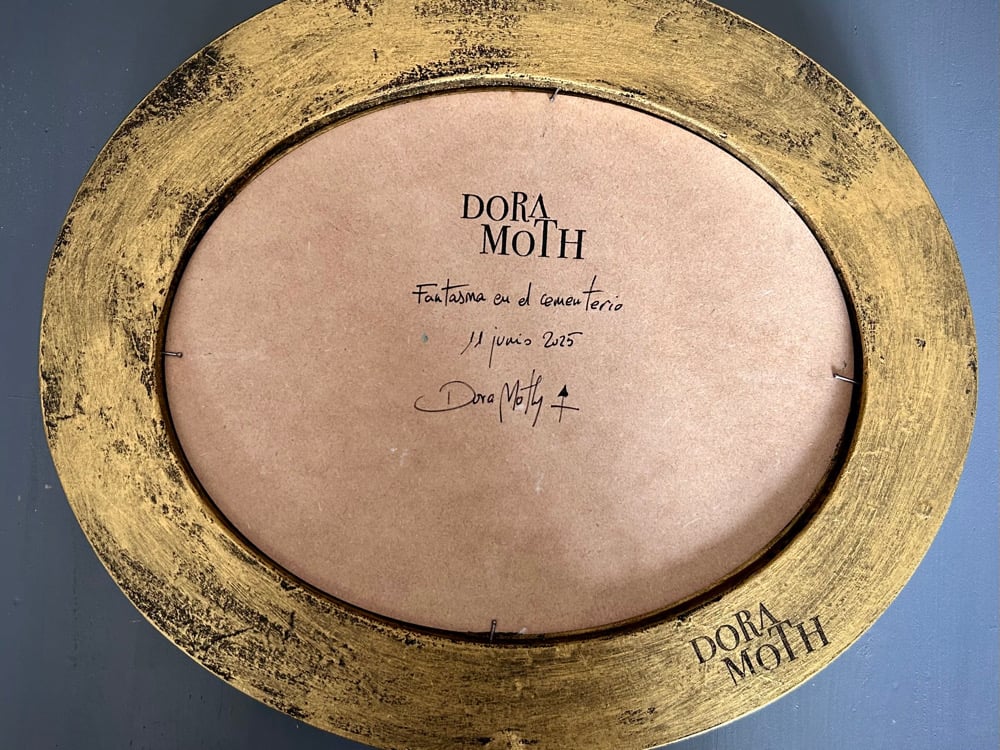 DORA
MOTH
Fantasma en el cementerio
11 junio 2025
Dora Moth
DORA
MOTH